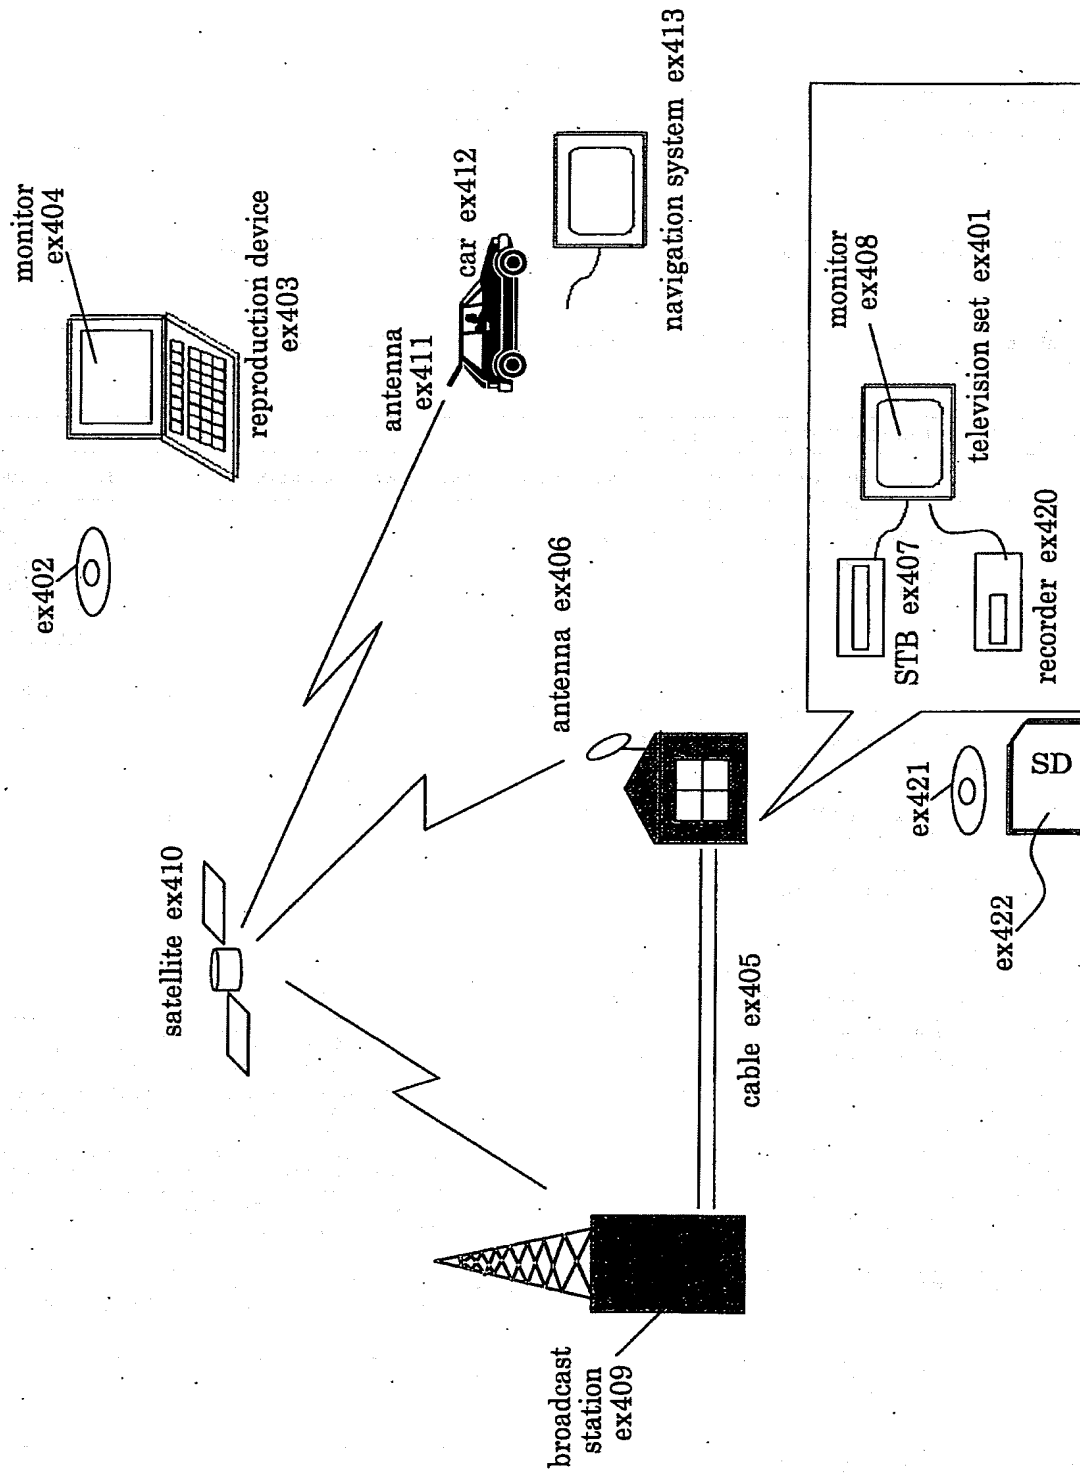 monitor
ex404
reproduction device
ex403
ex402
satellite ex410
antenna
ex411
car ex412
navigation system ex413
antenna ex406
broadcast
station
ex409
cable ex405
monitor
ex408
television set ex401
STB ex407
recorder ex420
ex421
SD
ex422